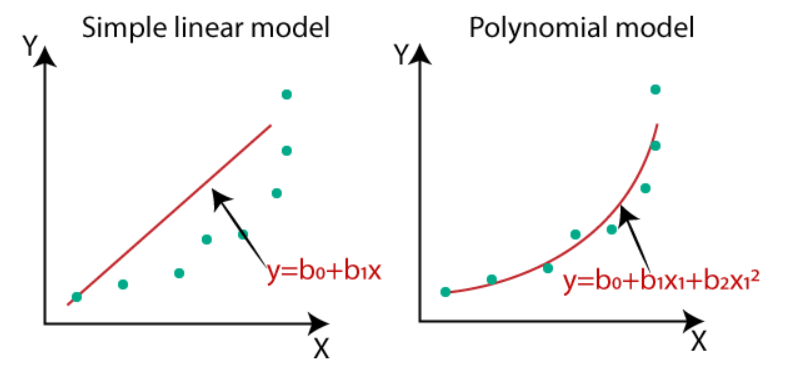 Simple linear model
Y
y=b₀+b₁x
X
Polynomial model
Y
y=b₀+b₁x₁+b₂x₁²
X